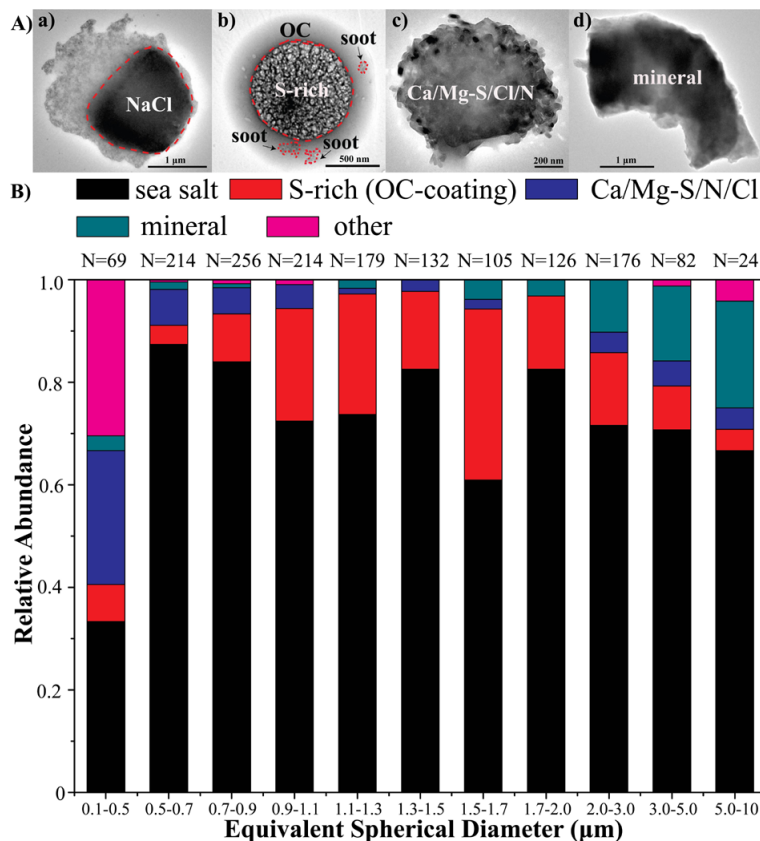 A) a) b) c) d)
OC
soot
NaCl
S-rich
Ca/Mg-S/Cl/N
mineral
soot
soot
1 μm
500 nm
200 nm
1 μm
B)
sea salt
S-rich (OC-coating)
Ca/Mg-S/N/Cl
mineral
other
N=69 N=214 N=256 N=214 N=179 N=132 N=105 N=126 N=176 N=82 N=24
1.0
0.8
0.6
0.4
0.2
0
Relative Abundance
0.1-0.5 0.5-0.7 0.7-0.9 0.9-1.1 1.1-1.3 1.3-1.5 1.5-1.7 1.7-2.0 2.0-3.0 3.0-5.0 5.0-10
Equivalent Spherical Diameter (μm)